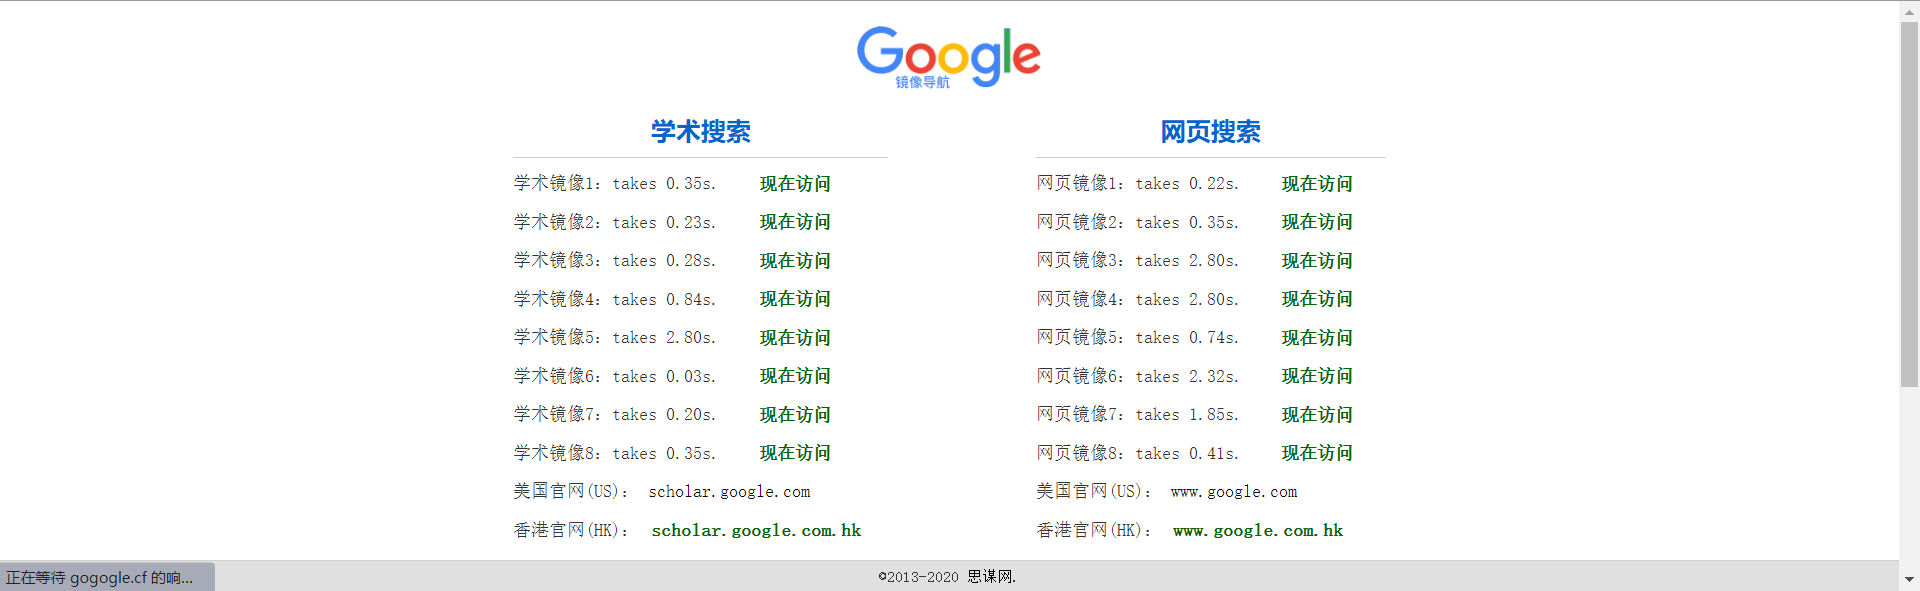 Google
镜像导航
学术搜索
学术镜像1: takes 0.35s. 现在访问
学术镜像2: takes 0.23s. 现在访问
学术镜像3: takes 0.28s. 现在访问
学术镜像4: takes 0.84s. 现在访问
学术镜像5: takes 2.80s. 现在访问
学术镜像6: takes 0.03s. 现在访问
学术镜像7: takes 0.20s. 现在访问
学术镜像8: takes 0.35s. 现在访问
美国官网(US): scholar.google.com
香港官网(HK): scholar.google.com.hk
网页搜索
网页镜像1: takes 0.22s. 现在访问
网页镜像2: takes 0.35s. 现在访问
网页镜像3: takes 2.80s. 现在访问
网页镜像4: takes 2.80s. 现在访问
网页镜像5: takes 0.74s. 现在访问
网页镜像6: takes 2.32s. 现在访问
网页镜像7: takes 1.85s. 现在访问
网页镜像8: takes 0.41s. 现在访问
美国官网(US): www.google.com
香港官网(HK): www.google.com.hk
正在等待 gogogle.cf 的响...
©2013-2020 思谋网.